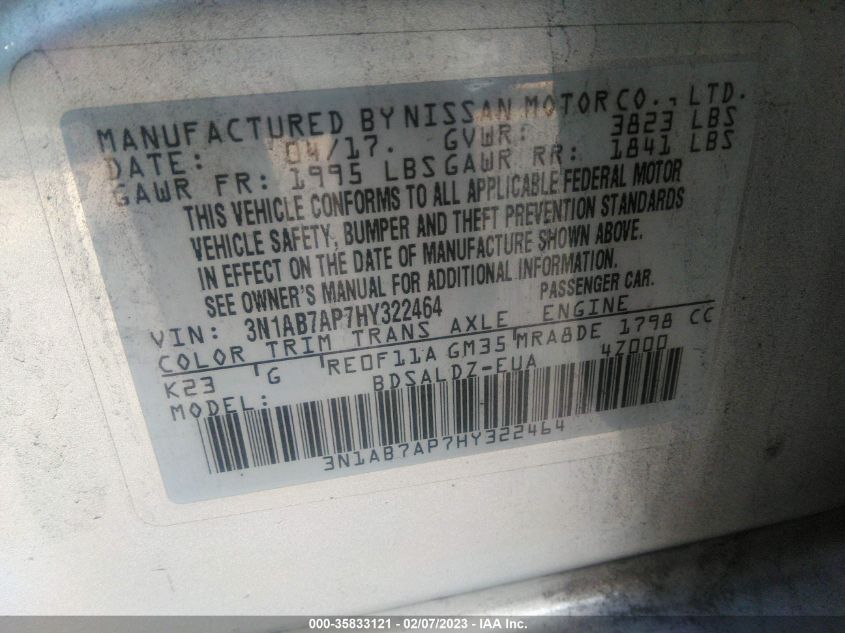 MANUFACTURED BY NISSAN MOTOR CO., LTD.
DATE: 04/17. GVWR: 3823 LBS
GAWR FR: 1995 LBS GAWR RR: 1841 LBS
THIS VEHICLE CONFORMS TO ALL APPLICABLE FEDERAL MOTOR
VEHICLE SAFETY, BUMPER AND THEFT PREVENTION STANDARDS
IN EFFECT ON THE DATE OF MANUFACTURE SHOWN ABOVE.
SEE OWNER'S MANUAL FOR ADDITIONAL INFORMATION.
PASSENGER CAR.
VIN: 3N1AB7AP7HY322464
COLOR TRIM TRANS AXLE ENGINE
K23 G RE0F11A GM35 MRA8DE 1798 CC
MODEL: BDSALDZ-EUA 4Z000
3N1AB7AP7HY322464
000-35833121 - 02/07/2023 - IAA Inc.